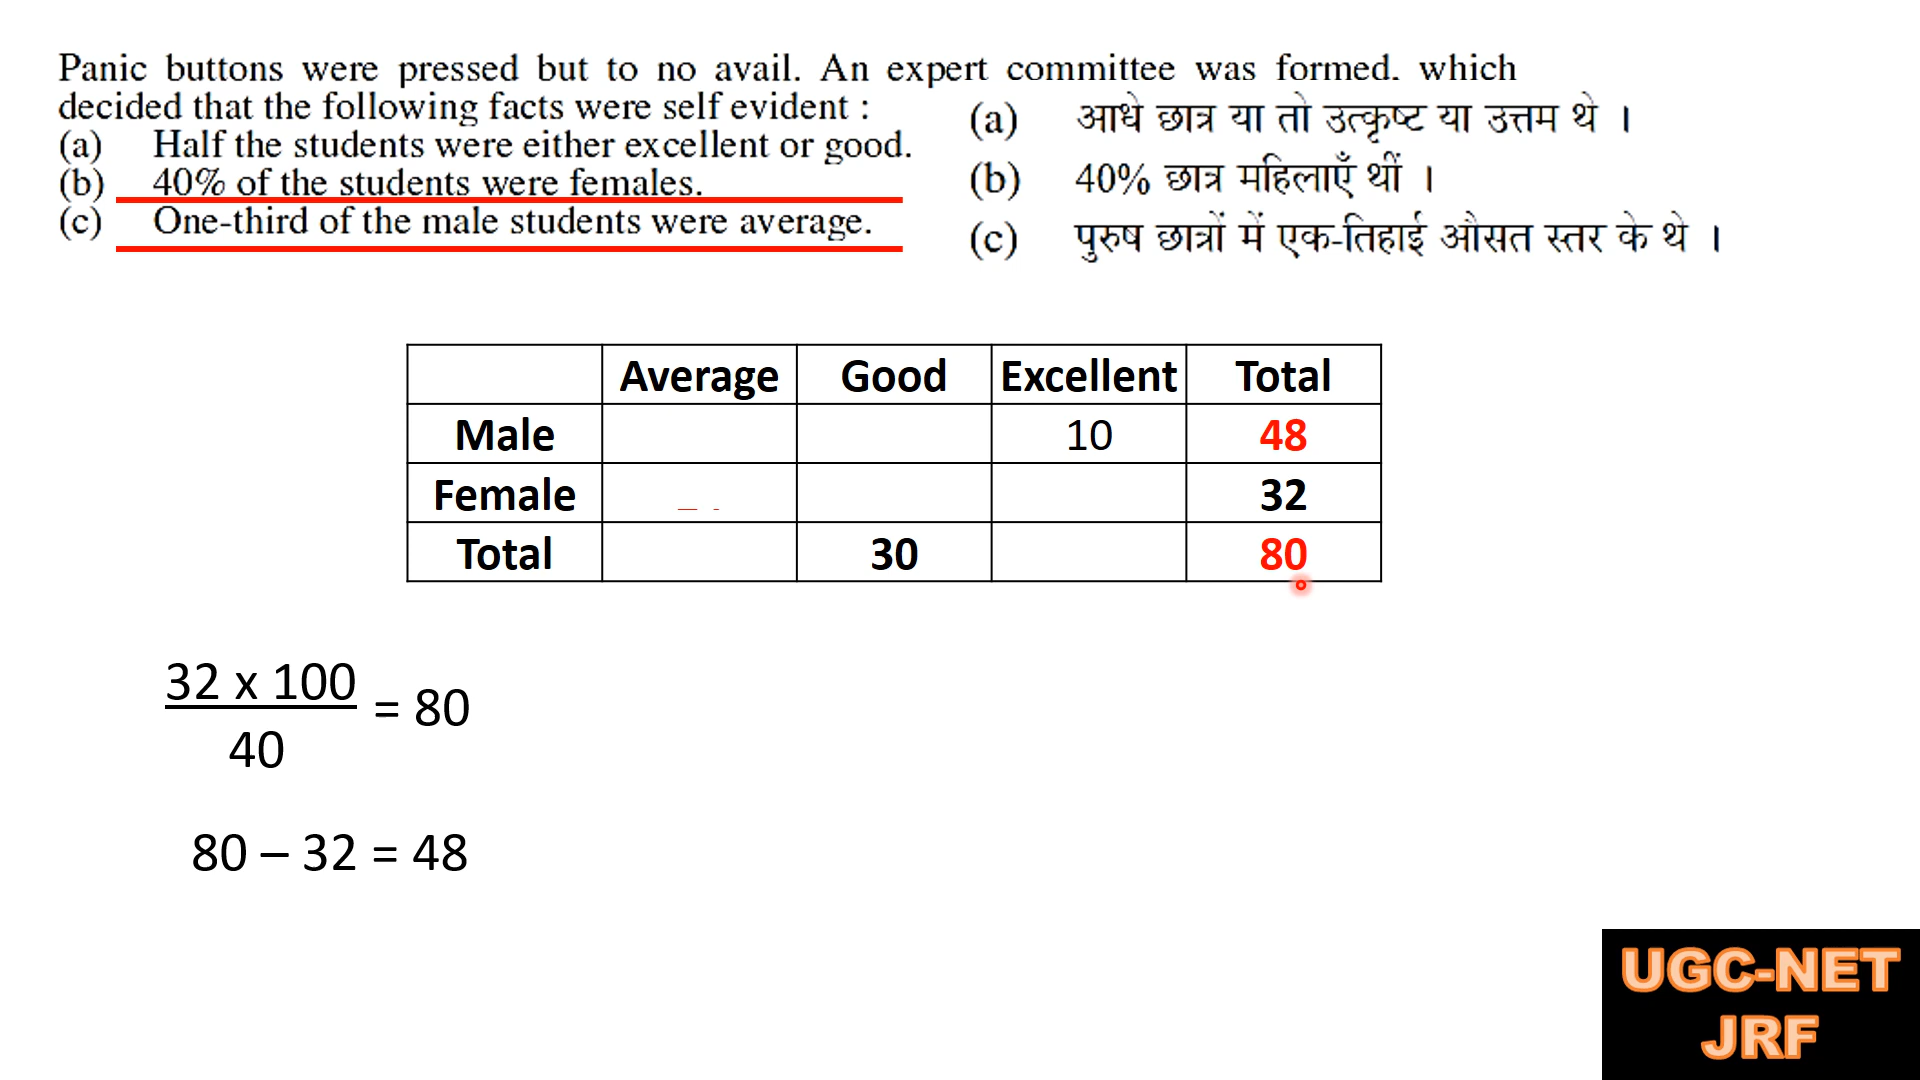 Panic buttons were pressed but to no avail. An expert committee was formed, which
decided that the following facts were self evident :
(a) Half the students were either excellent or good.
(b) 40% of the students were females.
(c) One-third of the male students were average.
(a) आधे छात्र या तो उत्कृष्ट या उत्तम थे ।
(b) 40% छात्र महिलाएँ थीं ।
(c) पुरुष छात्रों में एक-तिहाई औसत स्तर के थे ।
Average Good Excellent Total
Male 10 48
Female 32
Total 30 80
32 x 100
= 80
40
80 – 32 = 48
UGC-NET
JRF